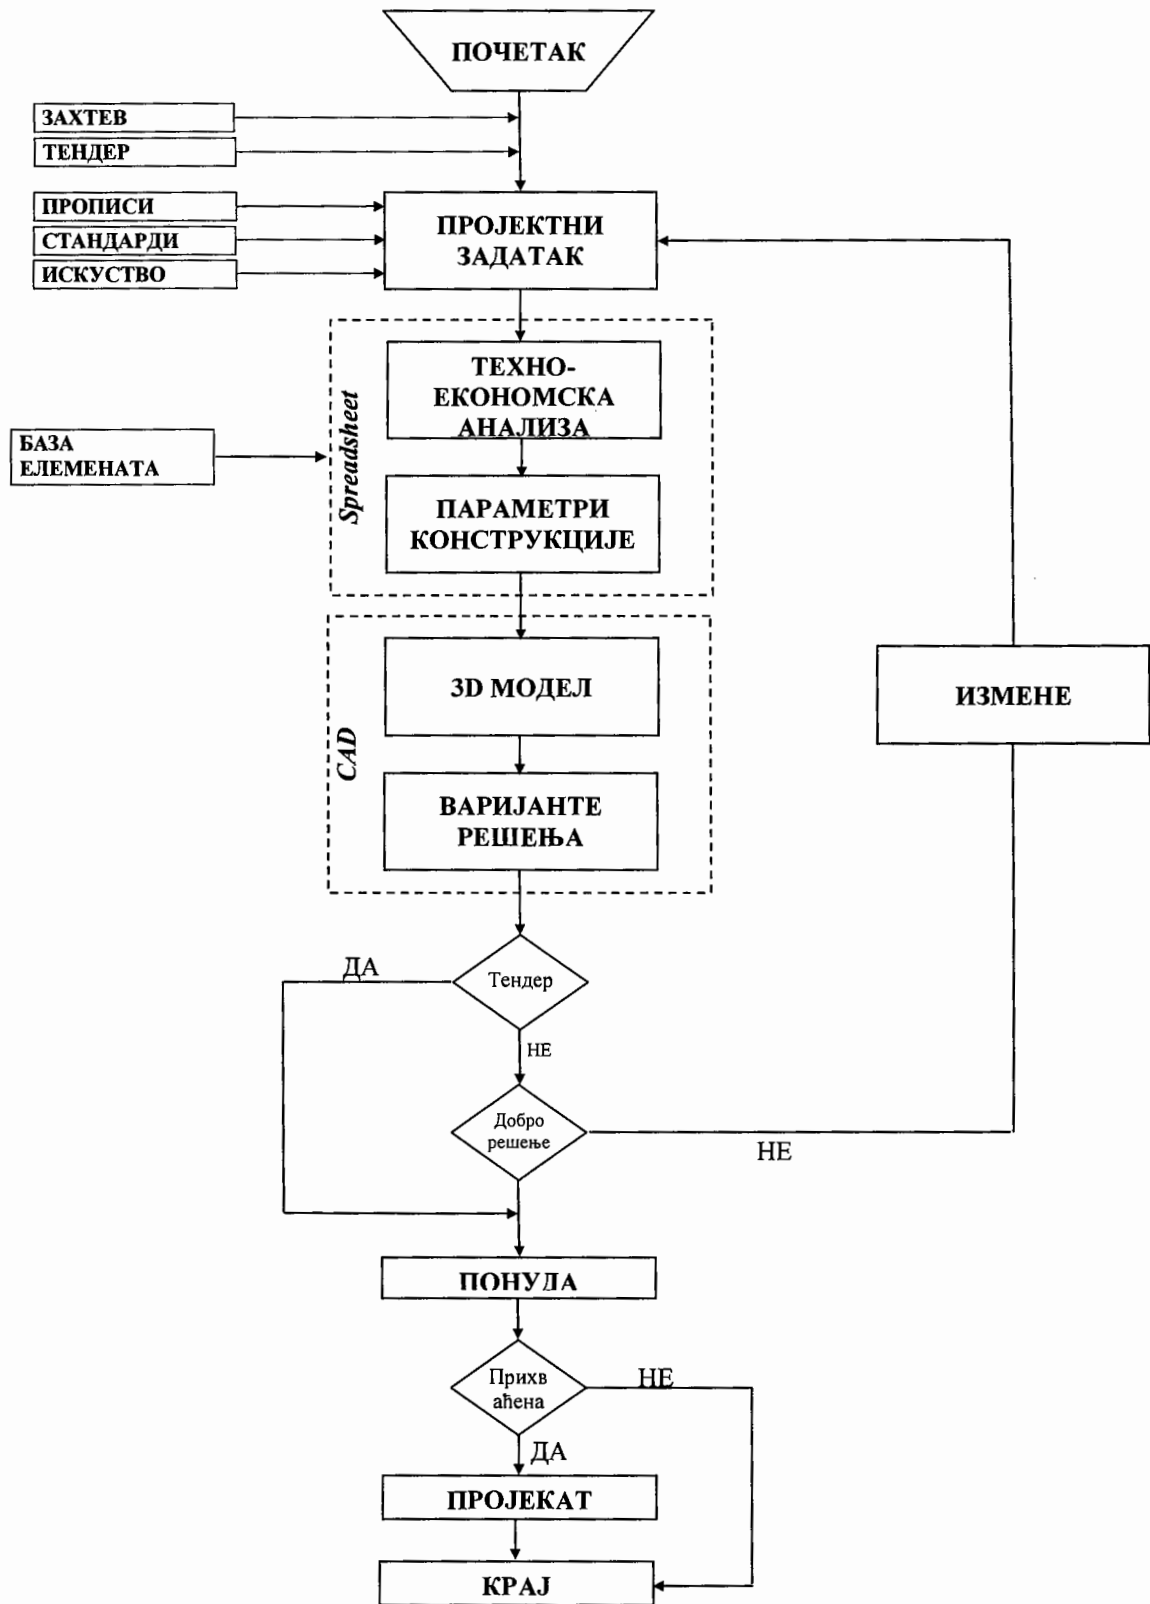 ПОЧЕТАК
ЗАХТЕВ
ТЕНДЕР
ПРОПИСИ
СТАНДАРДИ
ИСКУСТВО
ПРОЈЕКТНИ
ЗАДАТАК
ТЕХНО-
ЕКОНОМСКА
АНАЛИЗА
Spreadsheet
БАЗА
ЕЛЕМЕНАТА
ПАРАМЕТРИ
КОНСТРУКЦИЈЕ
3D МОДЕЛ
CAD
ИЗМЕНЕ
ВАРИЈАНТЕ
РЕШЕЊА
ДА
Тендер
НЕ
Добро
решење
НЕ
ПОНУДА
Прихв
аћена
НЕ
ДА
ПРОЈЕКАТ
КРАЈ